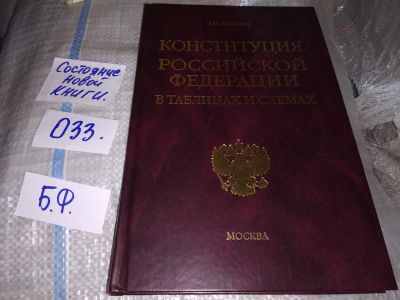 Состояние
новой
книги.
033.
Б.Ф.
КОНСТИТУЦИЯ
РОССИЙСКОЙ
ФЕДЕРАЦИИ
В ТАБЛИЦАХ И СХЕМАХ
МОСКВА